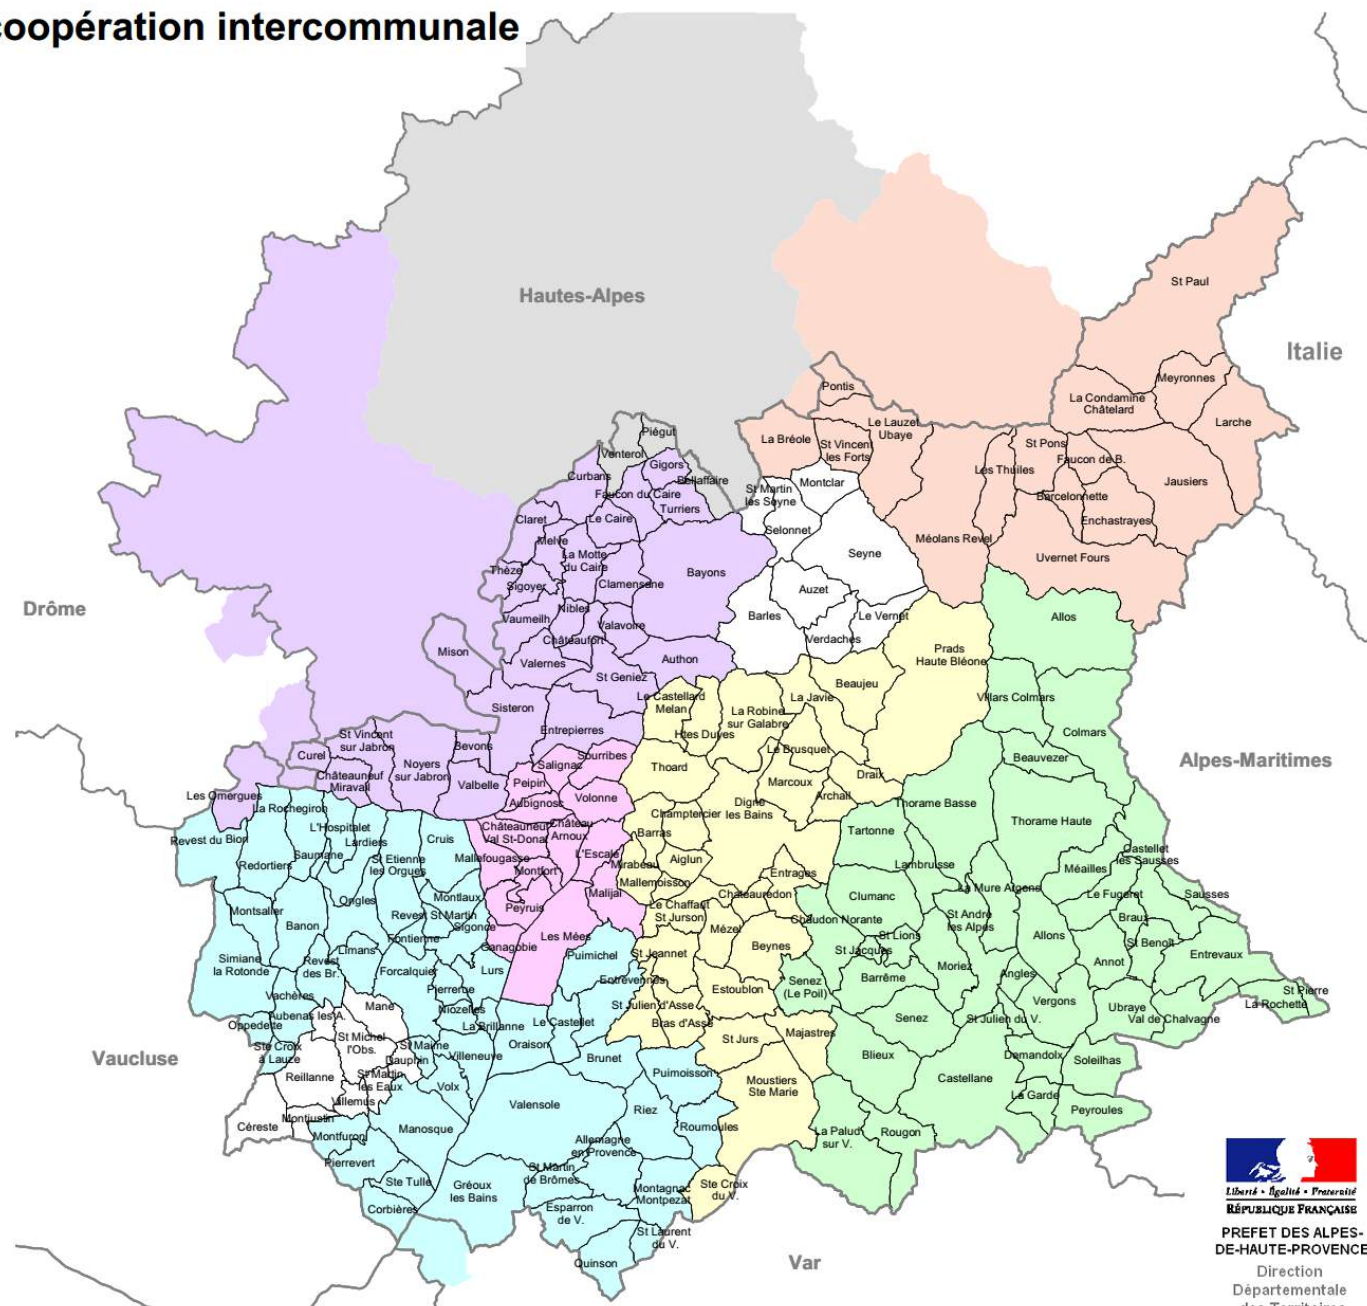 coopération intercommunale
Hautes-Alpes
St Paul
Italie
Meyronnes
La Condamine
Châtelard
Larche
Pontis
Le Lauzet
Ubaye
La Bréole
St Vincent
les Forts
St Pons
Faucon de B.
Les Thuiles
Jausiers
Barcelonnette
Enchastrayes
Méolans Revel
Uvernet Fours
Piégut
Venterol
Gigors
Bellaffaire
Curbans
Faucon du Caire
Turriers
Claret
Le Caire
Melve
La Motte
du Caire
Thèze
Sigoyer
Clamensane
Bayons
Nibles
Vaumeilh
Valavoire
Châteaufort
Valernes
Authon
St Geniez
Mison
Sisteron
Entrepierres
St Martin
les Seyne
Montclar
Selonnet
Seyne
Auzet
Barles
Le Vernet
Verdaches
Drôme
Allos
Prads
Haute Bléone
Beaujeu
La Javie
Villars Colmars
Colmars
Le Castellard
Melan
La Robine
sur Galabre
Htes Duyes
Le Brusquet
Thoard
Marcoux
Draix
Archail
Beauvezer
Alpes-Maritimes
St Vincent
sur Jabron
Curel
Noyers
sur Jabron
Bevons
Châteauneuf
Miravail
Valbelle
Les Omergues
Sourribes
Salignac
Peipin
Volonne
Aubignosc
La Rochegiron
Revest du Bion
L'Hospitalet
Lardiers
Cruis
Saumane
Redortiers
St Etienne
les Orgues
Châteauneuf
Val St-Donat
Château
Arnoux
L'Escale
Mallefougasse
Montfort
Peyruis
Malijai
Les Mées
Ganagobie
Champtercier
Digne
les Bains
Barras
Mirabeau
Aiglun
Mallemoisson
Entrages
Chateauredon
Le Chaffaut
St Jurson
Mézel
Beynes
St Jeannet
Estoublon
St Julien d'Asse
Bras d'Asse
St Jurs
Majastres
Moustiers
Ste Marie
Ste Croix
du V.
Thorame Basse
Thorame Haute
Tartonne
Lambruisse
Castellet
les Sausses
Méailles
Clumanc
La Mure Argens
Le Fugeret
Sausses
Chaudon Norante
St André
les Alpes
Braux
St Lions
St Jacques
Allons
St Benoît
Entrevaux
Barrême
Moriez
Angles
Annot
Senez
(Le Poil)
Vergons
St Pierre
La Rochette
Senez
St Julien du V.
Ubraye
Val de Chalvagne
Blieux
Demandolx
Soleilhas
Castellane
La Garde
Peyroules
La Palud
sur V.
Rougon
Montsalier
Banon
Ongles
Montlaux
Revest St Martin
Sigonce
Fontienne
Limans
Simiane
la Rotonde
Revest
des Br.
Forcalquier
Lurs
Puimichel
Entrevennes
Vachères
Pierrerue
Niozelles
Mane
Aubenas les A.
Oppedette
La Brillanne
Le Castellet
St Michel
l'Obs.
Oraison
Ste Croix
à Lauze
St Maime
Dauphin
Villeneuve
Brunet
Vaucluse
Reillanne
St Martin
les Eaux
Volx
Puimoisson
Villemus
Valensole
Riez
Céreste
Montjustin
Montfuron
Manosque
Roumoules
Allemagne
en Provence
Pierrevert
St Martin
de Brômes
Ste Tulle
Gréoux
les Bains
Montagnac
Montpezat
Corbières
Esparron
de V.
St Laurent
du V.
Quinson
Var
Liberté • Égalité • Fraternité
RÉPUBLIQUE FRANÇAISE
PREFET DES ALPES-
DE-HAUTE-PROVENCE
Direction
Départementale
des Territoires